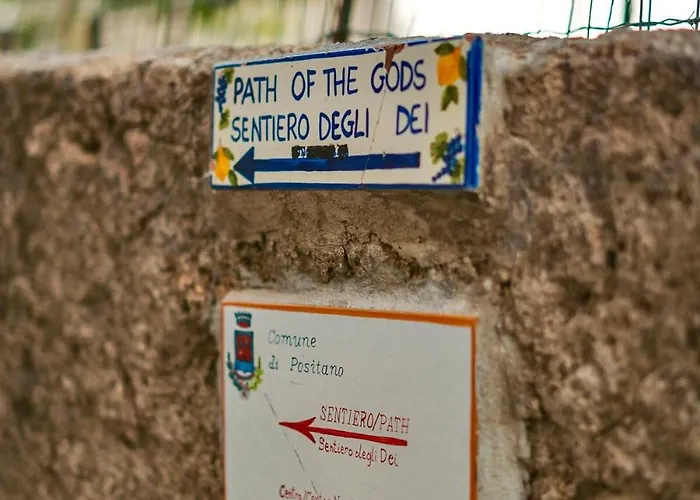 PATH OF THE GODS
SENTIERO DEGLI DEI
Comune
di Positano
SENTIERO/PATH
Sentiero degli Dei